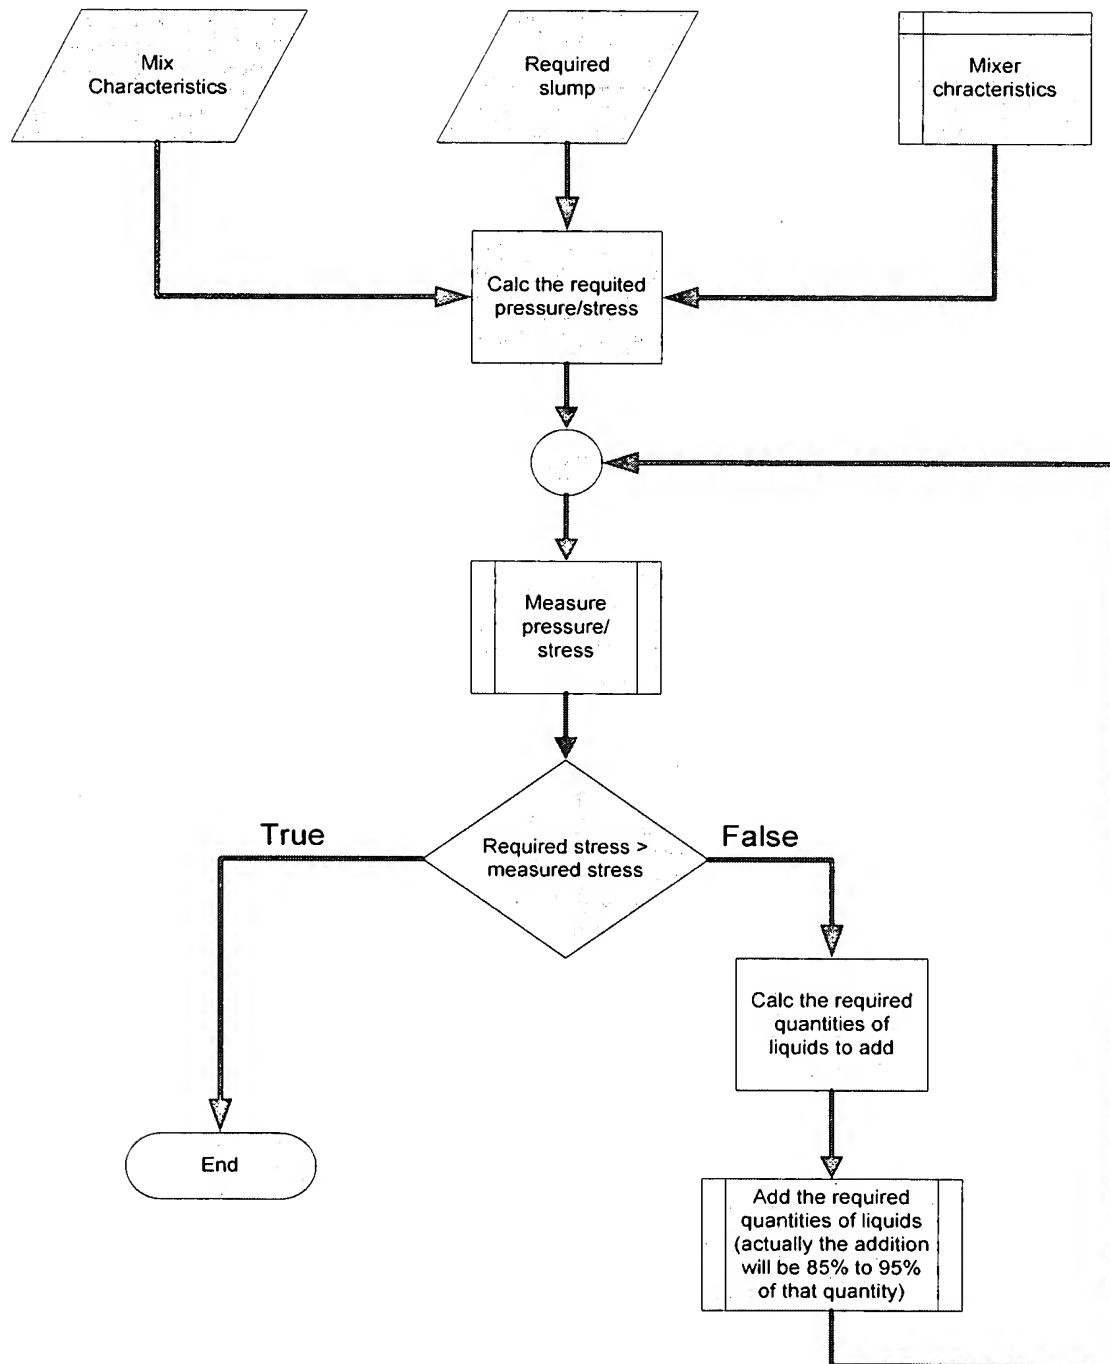 Mix
Characteristics
Required
slump
Mixer
chracteristics
Calc the requited
pressure/stress
Measure
pressure/
stress
True
Required stress >
measured stress
False
Calc the required
quantities of
liquids to add
End
Add the required
quantities of liquids
(actually the addition
will be 85% to 95%
of that quantity)